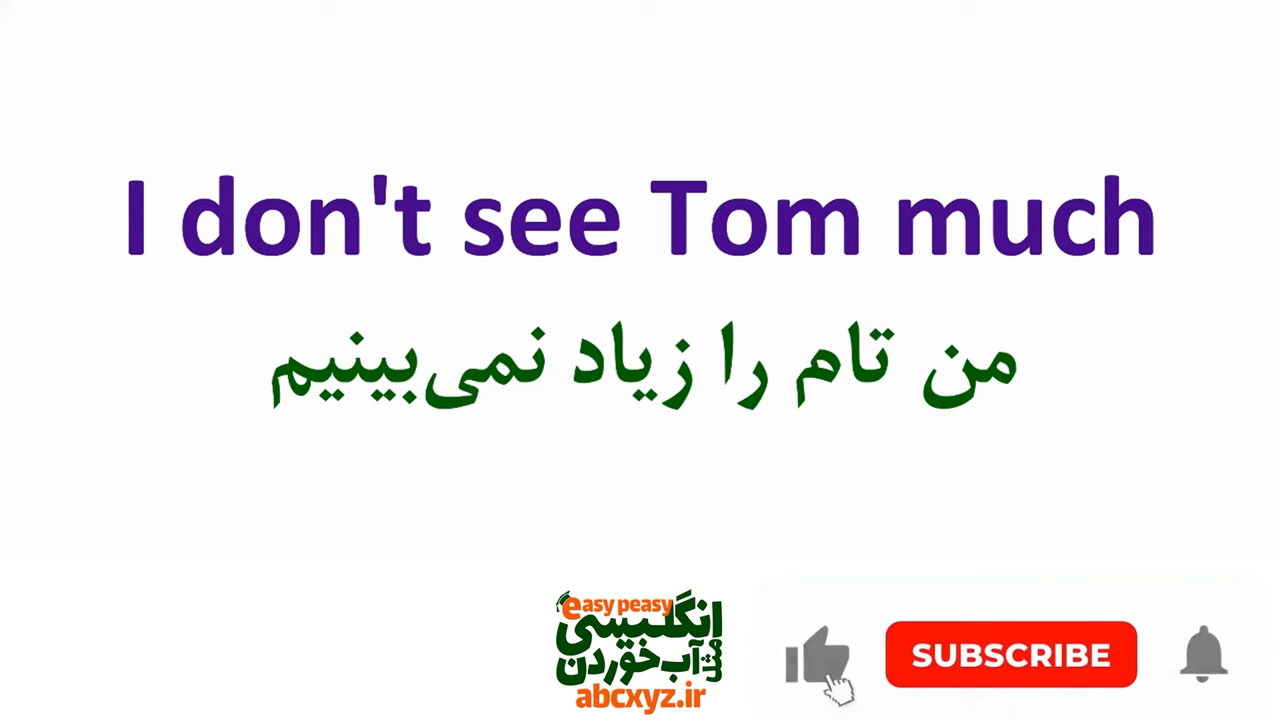 I don't see Tom much
من تام را زیاد نمی‌بینیم
easy peasy
انگلیسی
مثل آب خوردن
abcxyz.ir
SUBSCRIBE